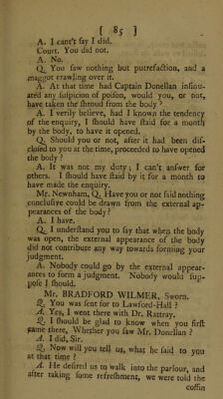 [ 85 ]
A. I cant't say I did.
Court. You did not.
A. No.
Q. You saw nothing but putrefaction, and a
maggot crawling over it.
A. At that time had Captain Donellan insinu-
ated any suspicion of poison, would you, or not,
have taken the shroud from the body?
A. I verily believe, had I known the tendency
of the enquiry, I should have staid for a month
by the body, to have it opened.
Q. Should you or not, after it had been dis-
closed to you at the time, proceeded to have opened
the body?
A. It was not my duty; I can't answer for
others. I should have staid by it for a month to
have made the enquiry.
Mr. Newnham, Q. Have you or not said nothing
conclusive could be drawn from the external ap-
pearances of the body?
A. I have.
Q. I understand you to say that when the body
was open, the external appearance of the body
did not contribute any way towards forming your
judgment.
A. Nobody could go by the external appear-
ances to form a judgment. Nobody would sup-
pose I should.
Mr. BRADFORD WILMER, Sworn.
Q. You was sent for to Lawford-Hall?
A. Yes, I went there with Dr. Rattray.
Q. I should be glad to know when you first
came there, Whether you saw Mr. Donellan?
A. I did, Sir.
Q. Now will you tell us, what he said to you
at that time?
A. He desired us to walk into the parlour, and
after taking some refreshment, we were told the
coffin